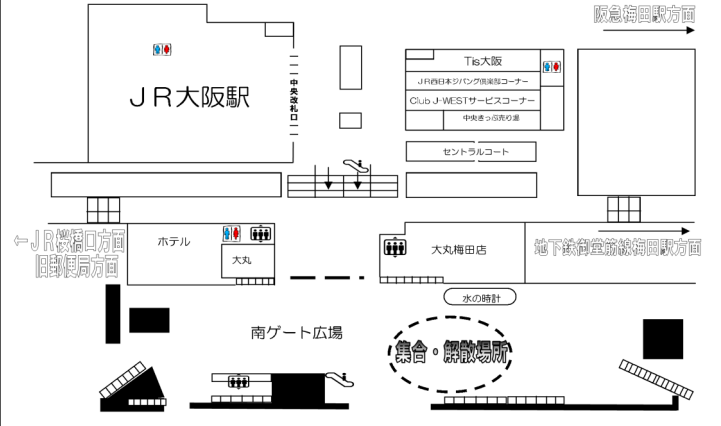 阪急梅田駅方面
Tis大阪
JR西日本ジパング倶楽部コーナー
Club J-WESTサービスコーナー
中央きっぷ売り場
中央改札口
JR大阪駅
セントラルコート
←JR桜橋口方面
旧郵便局方面
ホテル
大丸
大丸梅田店
地下鉄御堂筋線梅田駅方面
水の時計
南ゲート広場
集合・解散場所